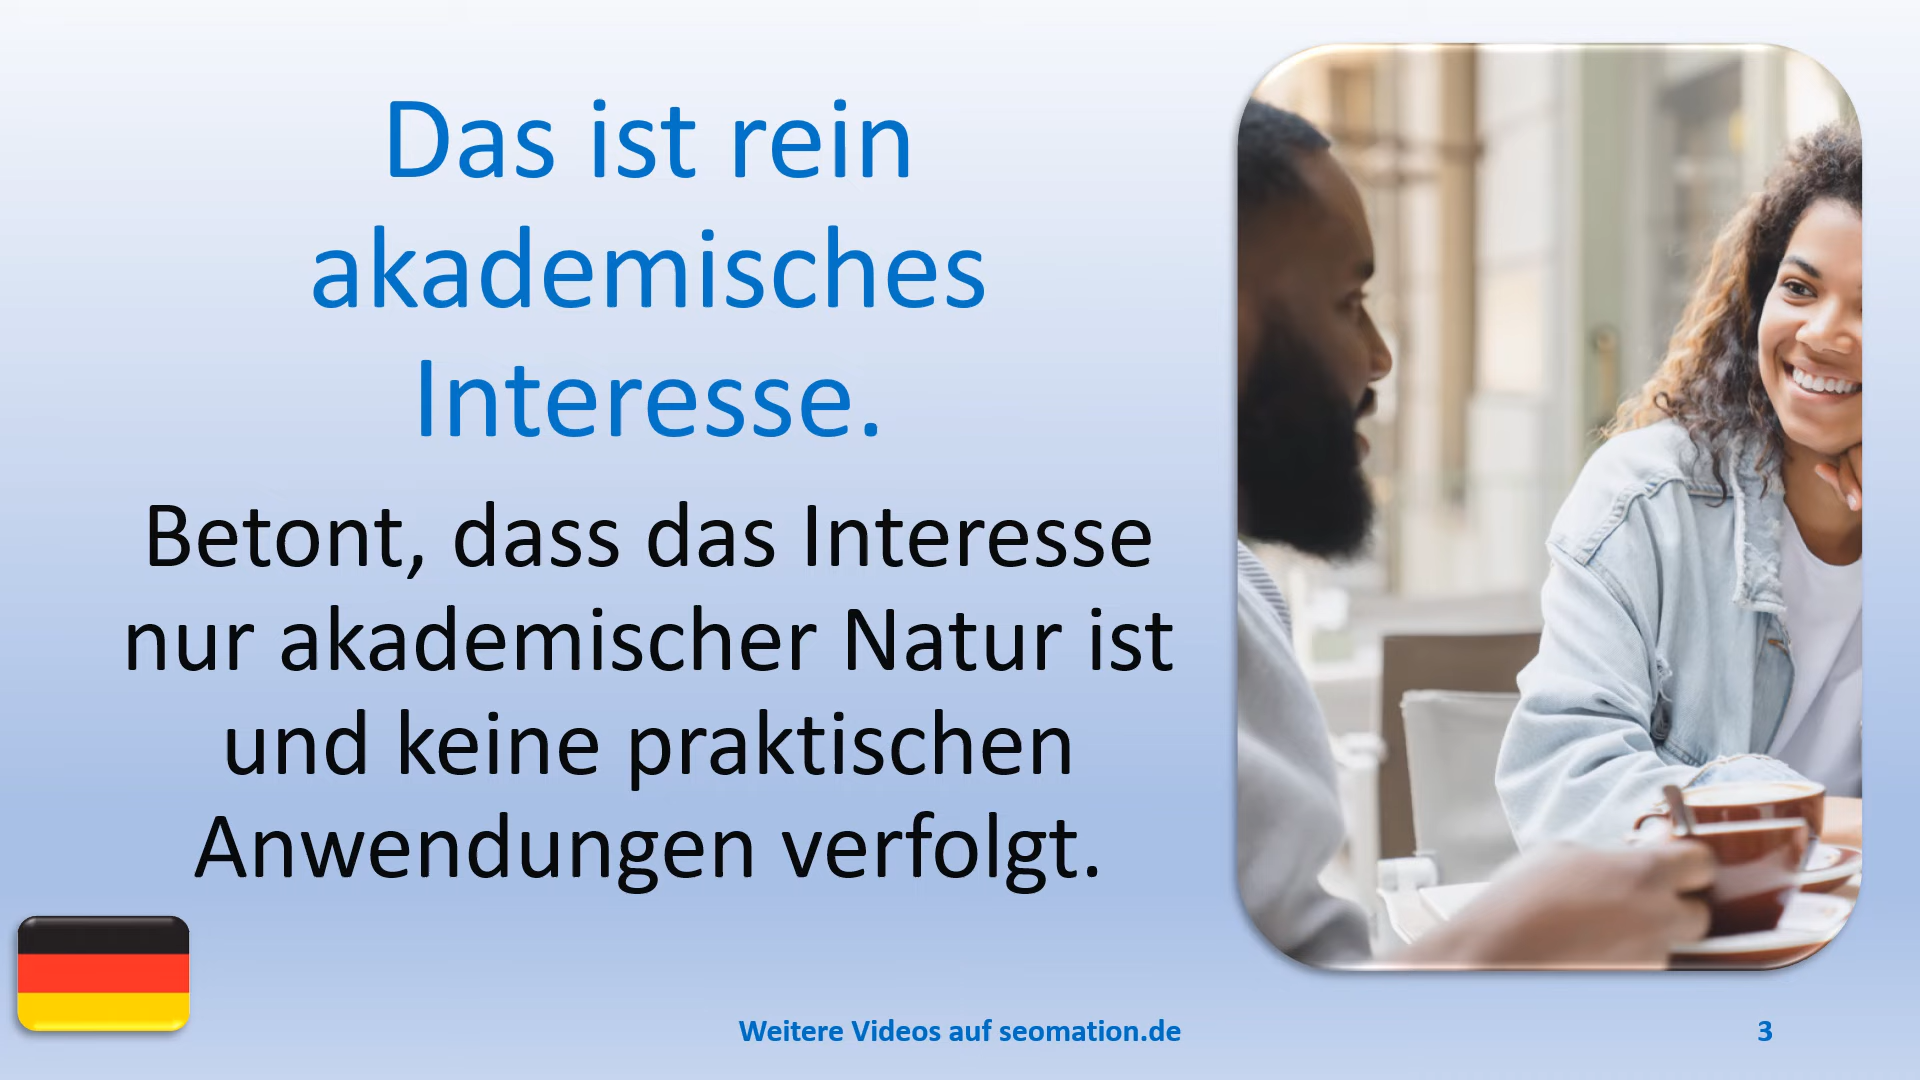 Das ist rein
akademisches
Interesse.
Betont, dass das Interesse
nur akademischer Natur ist
und keine praktischen
Anwendungen verfolgt.
Weitere Videos auf seomation.de
3